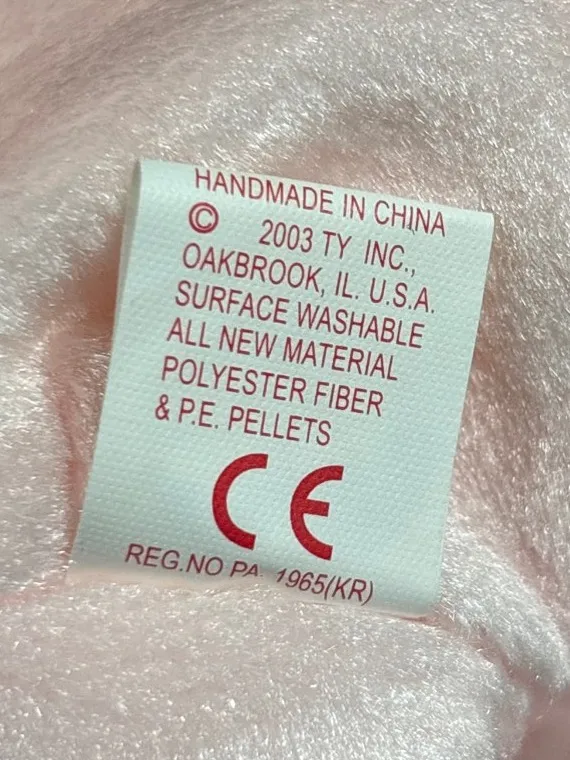 HANDMADE IN CHINA
© 2003 TY INC.,
OAKBROOK, IL. U.S.A.
SURFACE WASHABLE
ALL NEW MATERIAL
POLYESTER FIBER
& P.E. PELLETS
CE
REG.NO PA. 1965(KR)